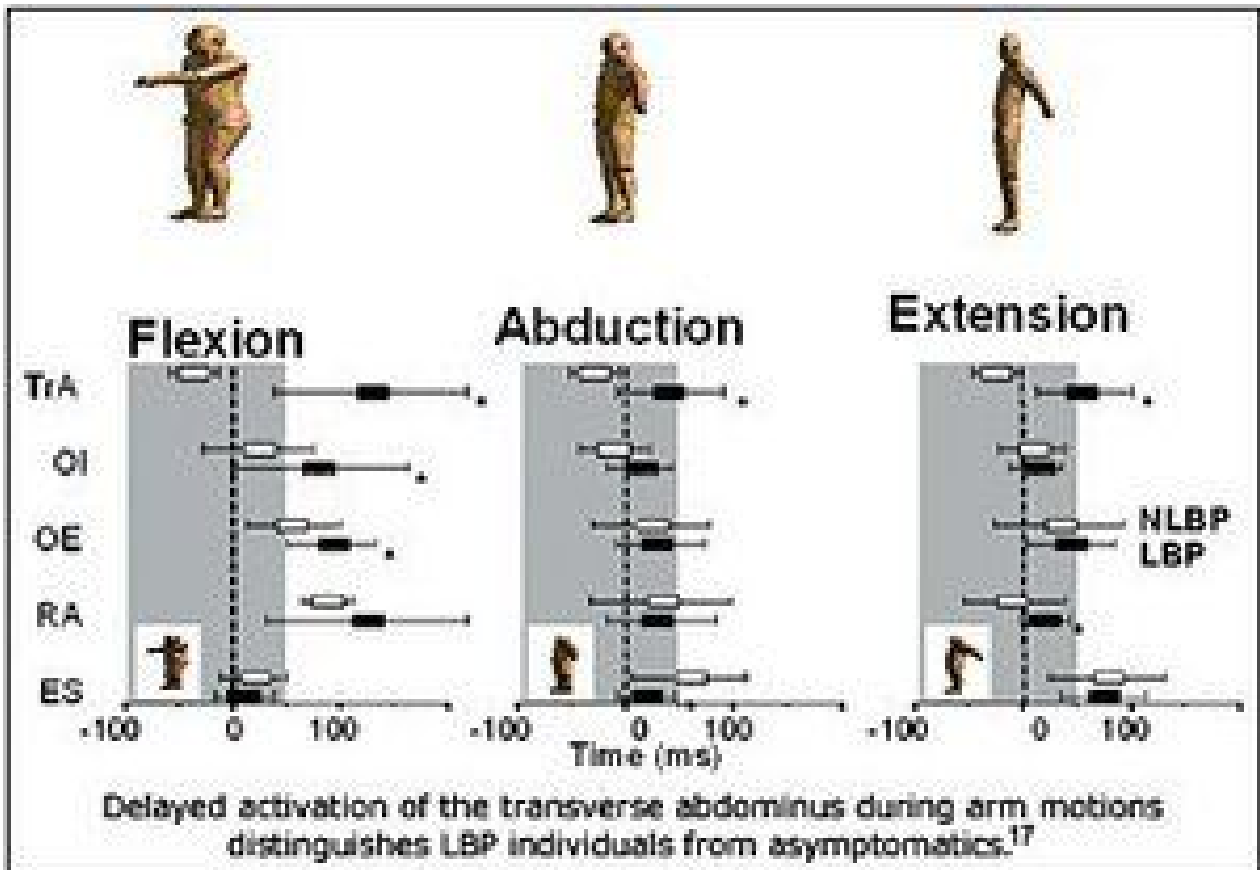 Flexion
Abduction
Extension
TrA
OI
OE
RA
ES
NLBP
LBP
-100 0 100
-100 0 100
-100 0 100
Time (ms)
Delayed activation of the transverse abdominus during arm motions
distinguishes LBP individuals from asymptomatics.17